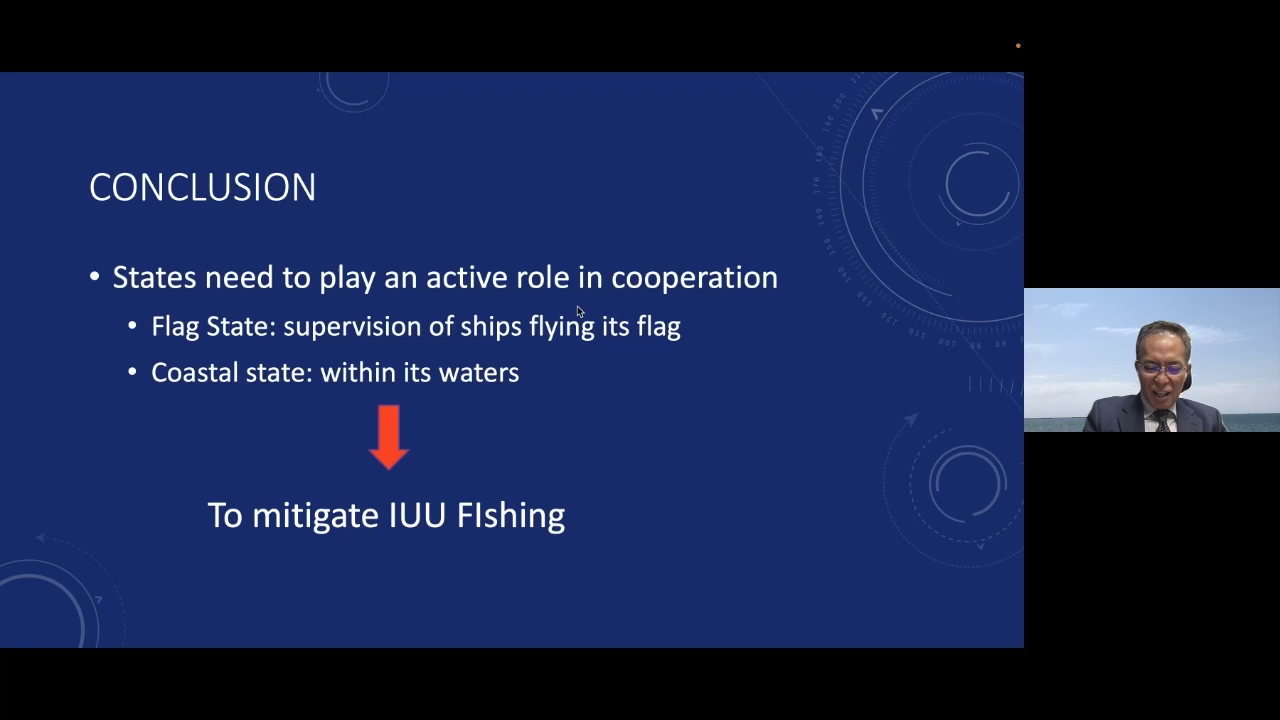 CONCLUSION
• States need to play an active role in cooperation
• Flag State: supervision of ships flying its flag
• Coastal state: within its waters
To mitigate IUU FIshing